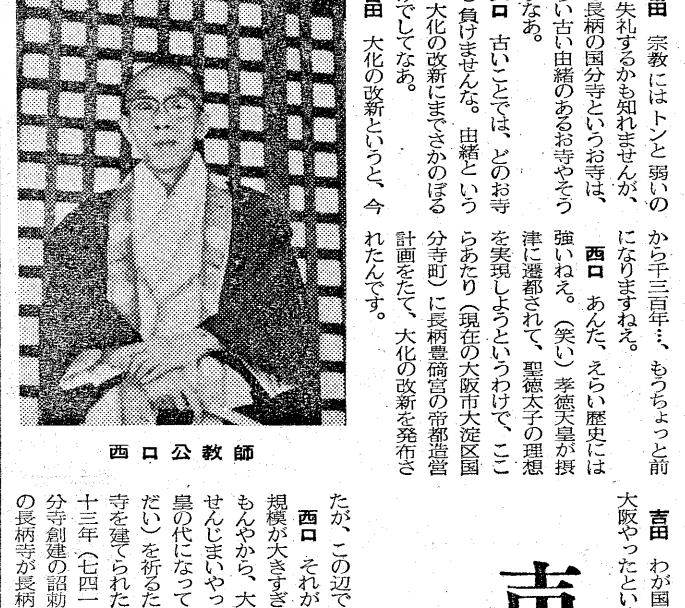 宗教にはトンと弱いの
失礼するかも知れませんが、
長柄の国分寺というお寺は、
い古い由緒のあるお寺やそう
なあ。
口　古いことでは、どのお寺
負けませんな。由緒という
大化の改新にまでさかのぼる
でしてなあ。
田　大化の改新というと、今
から千三百年…、もうちょっと前
になりますねえ。
西口　あんた、えらい歴史には
強いねえ。（笑い）孝徳天皇が摂
津に遷都されて、聖徳太子の理想
を実現しようというわけで、ここ
らあたり（現在の大阪市大淀区国
分寺町）に長柄豊碕宮の帝都造営
計画をたて、大化の改新を発布さ
れたんです。
西口公教師
吉田　わが国
大阪やったとい
たが、この辺で
西口　それが
規模が大きすぎ
もんやから、大
せんじまいやっ
皇の代になって
だい）を祈るた
寺を建てられた
十三年（七四一
分寺創建の詔勅
の長柄寺が長柄